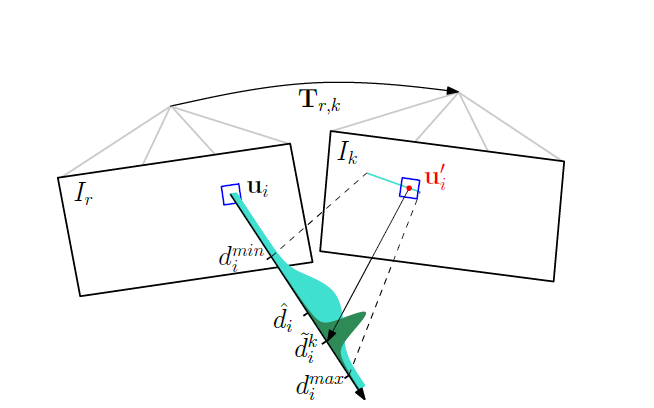 T_{r,k}
I_k
u'_i
I_r
u_i
d_i^{min}
\hat{d}_i
\tilde{d}_i^k
d_i^{max}